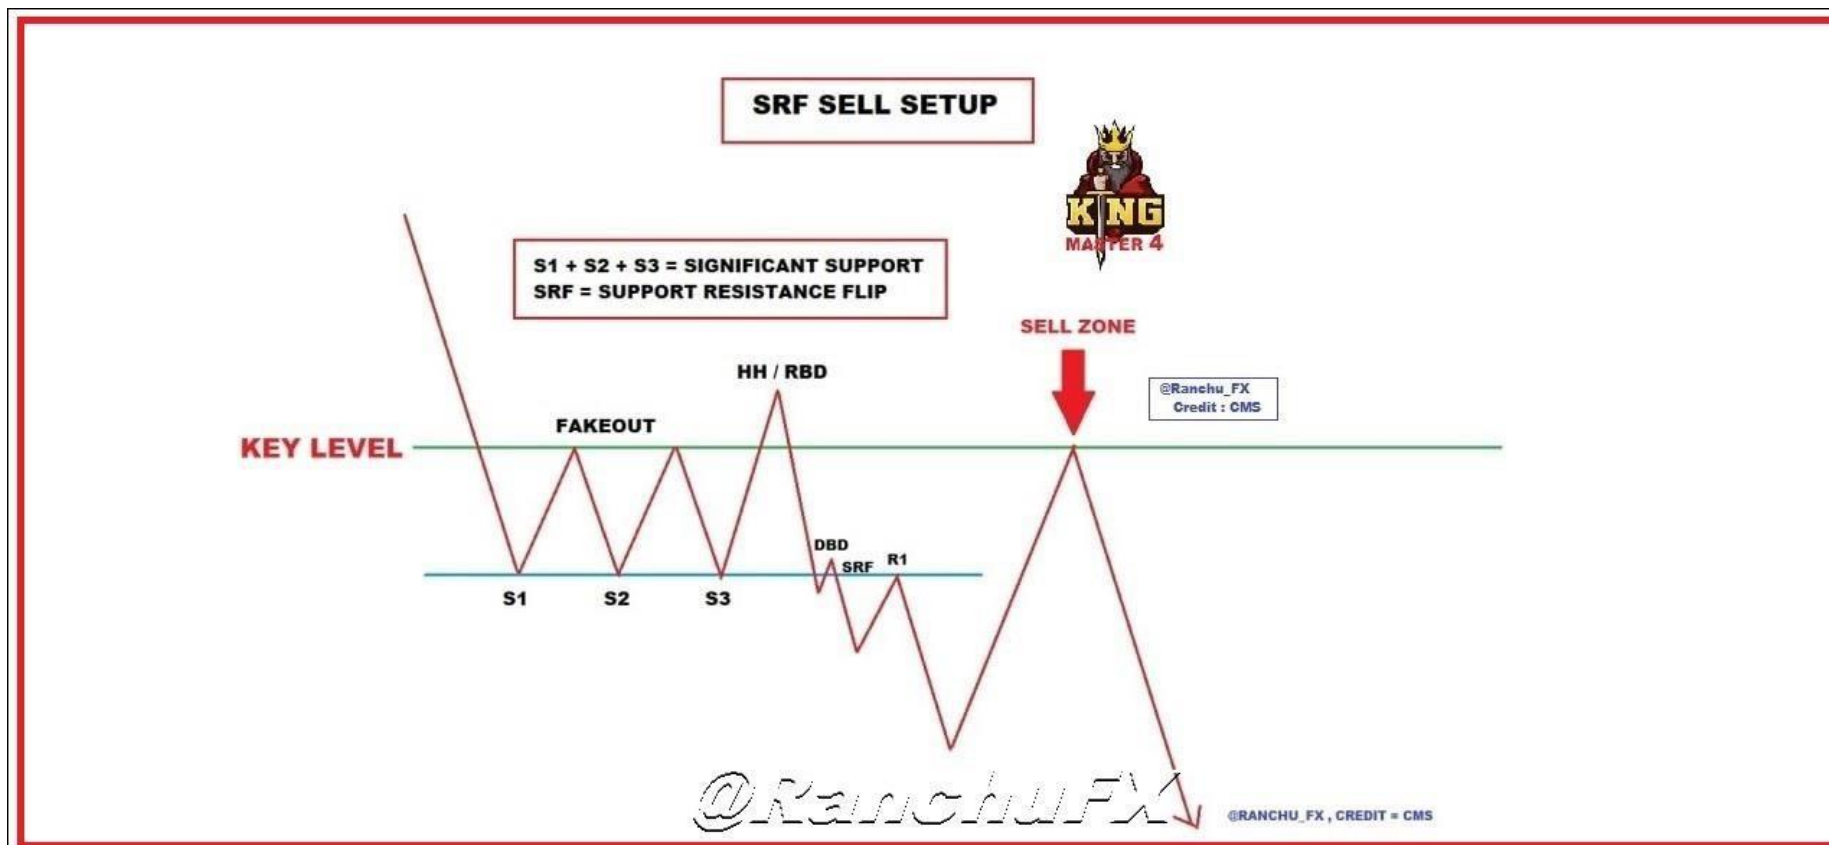 SRF SELL SETUP
KING
MASTER 4
S1 + S2 + S3 = SIGNIFICANT SUPPORT
SRF = SUPPORT RESISTANCE FLIP
SELL ZONE
HH / RBD
@Ranchu_FX
Credit : CMS
FAKEOUT
KEY LEVEL
DBD
SRF
R1
S1
S2
S3
@RanchuFX
@RANCHU_FX , CREDIT = CMS